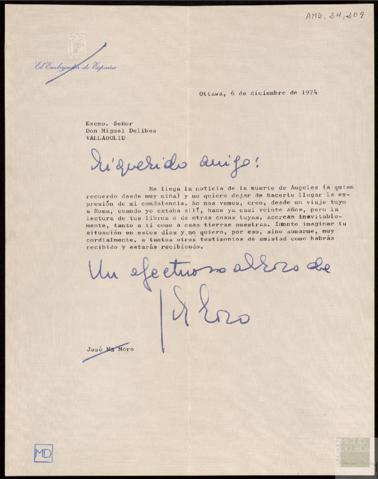 AMD, 24, 209
El Embajador de España
Ottawa, 6 de diciembre de 1974
Excmo. Señor
Don Miguel Delibes
VALLADOLID
Mi querido amigo:
Me llega la noticia de la muerte de Angeles (a quien
recuerdo desde muy niña) y no quiero dejar de hacerte llegar la ex-
presión de mi condolencia. No nos vemos, creo, desde un viaje tuyo
a Roma, cuando yo estaba allí, hace ya casi veinte años, pero la
lectura de tus libros o de otras cosas tuyas, acercan inevitable-
mente, tanto a ti como a esas tierras nuestras. Puedo imaginar tu
situación en estos días y no quiero, por eso, sino sumarme, muy
cordialmente, a tantos otros testimonios de amistad como habrás
recibido y estarás recibiendo.
Un afectuoso abrazo de
Moro
José Mª Moro
MD